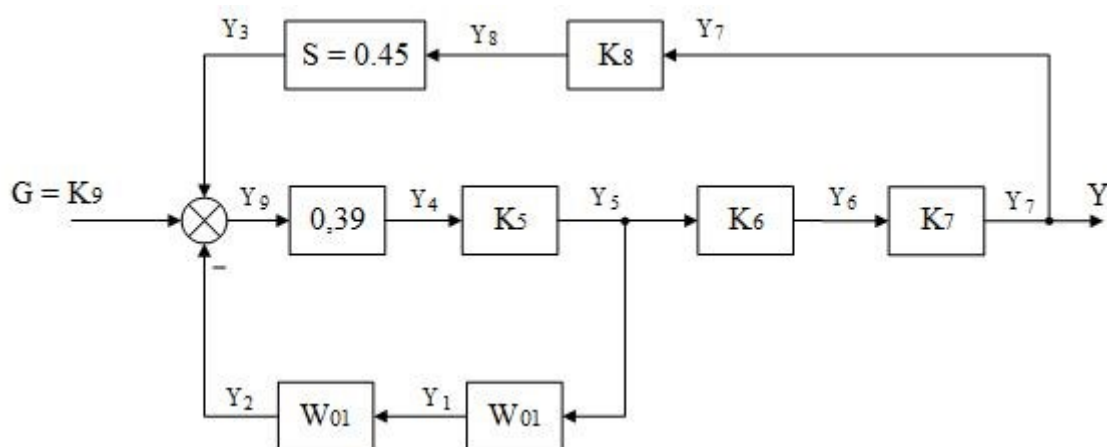 Y3
S = 0.45
Y8
K8
Y7
G = K9
Y9
0,39
Y4
K5
Y5
K6
Y6
K7
Y7
Y
–
Y2
W01
Y1
W01